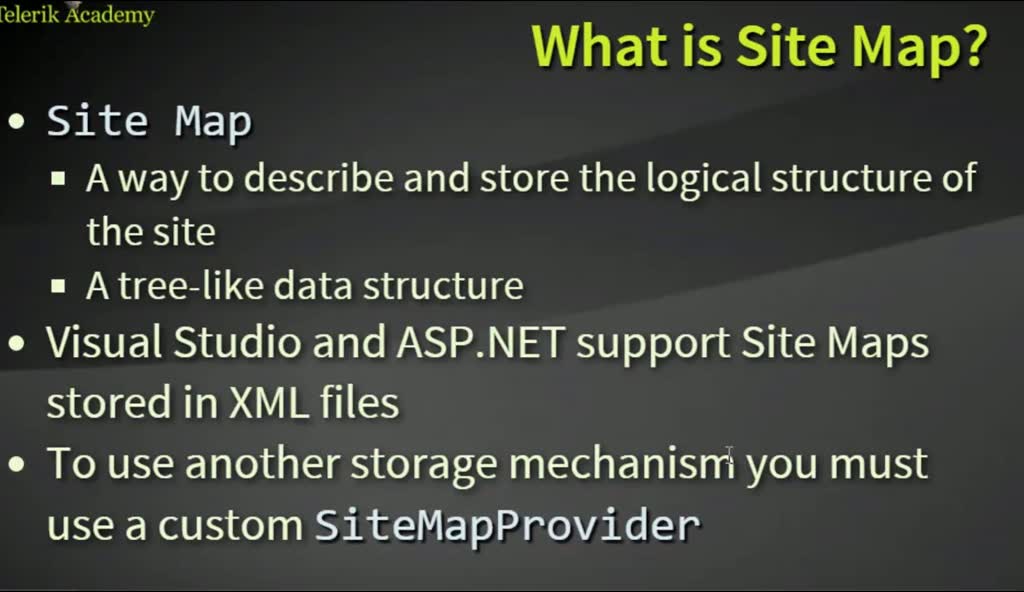 Telerik Academy
What is Site Map?
• Site Map
▪ A way to describe and store the logical structure of
the site
▪ A tree-like data structure
• Visual Studio and ASP.NET support Site Maps
stored in XML files
• To use another storage mechanism you must
use a custom SiteMapProvider